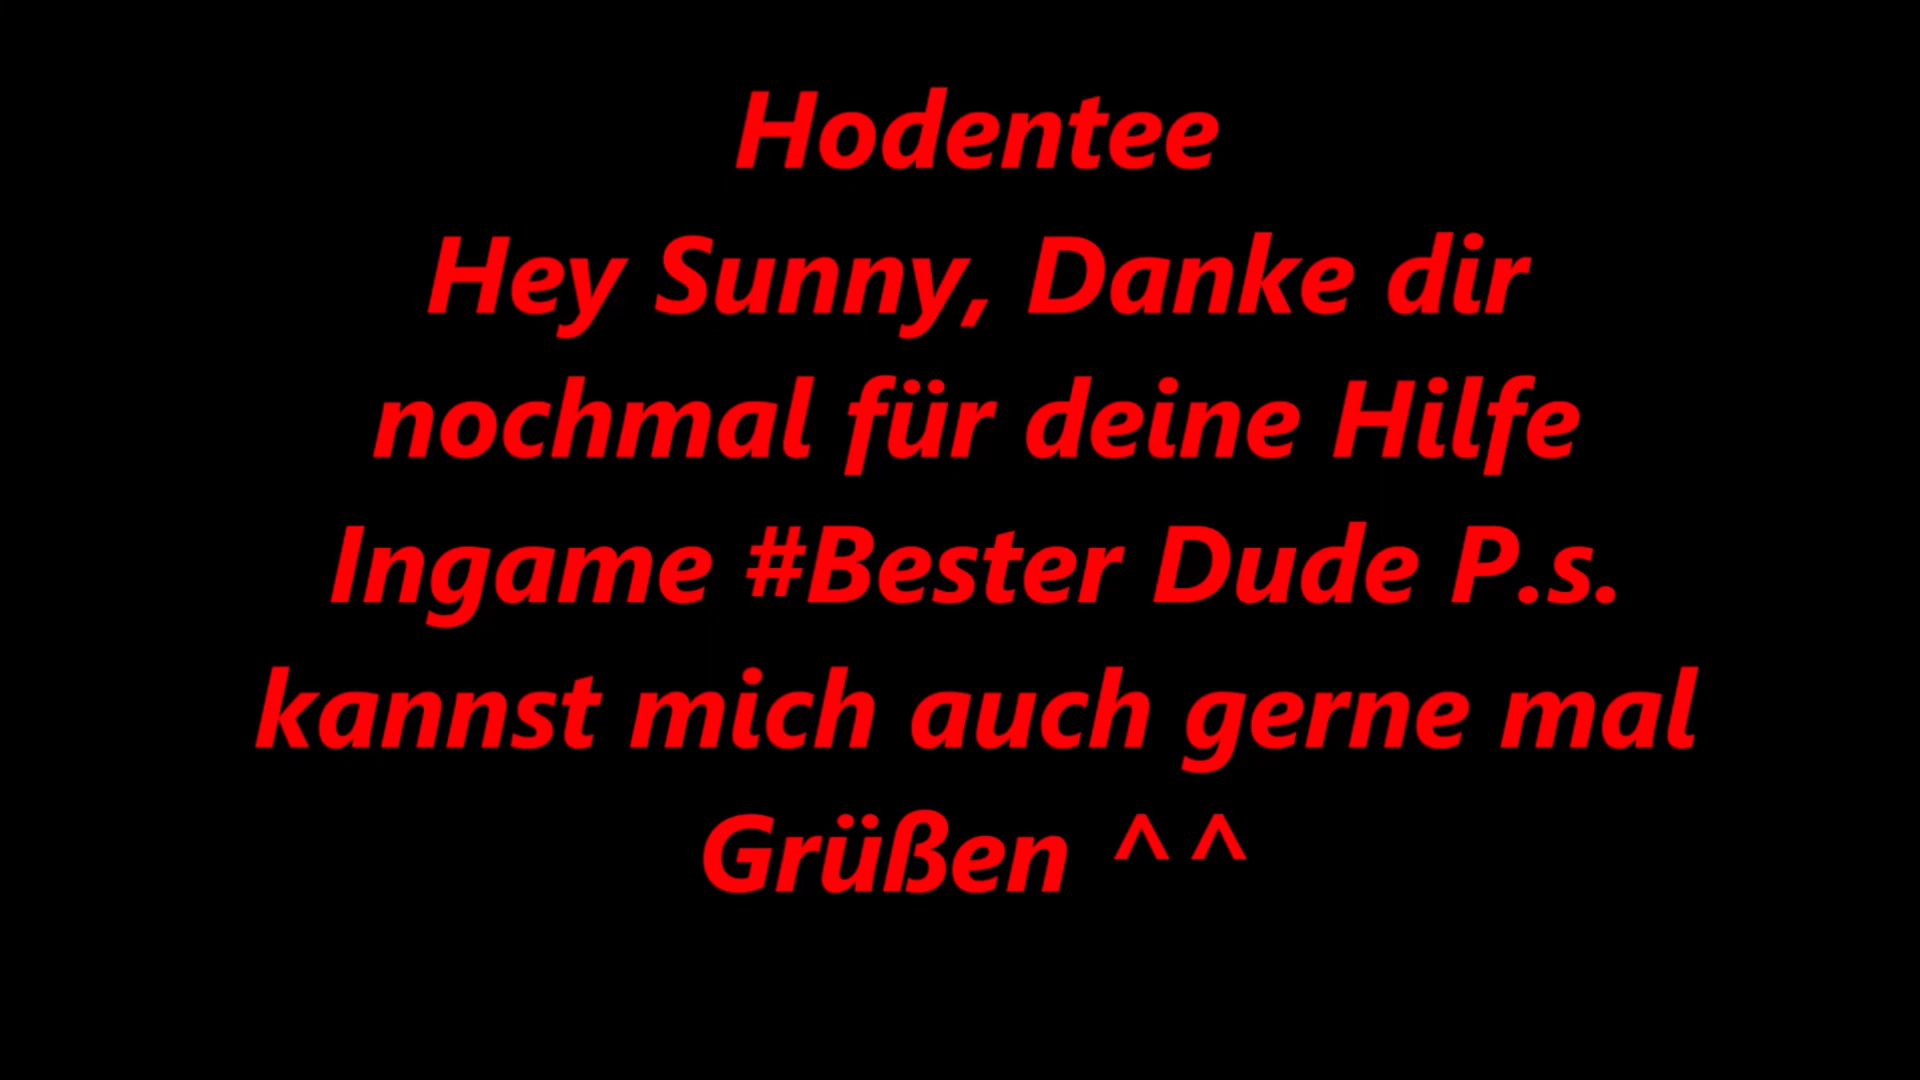 Hodentee
Hey Sunny, Danke dir
nochmal für deine Hilfe
Ingame #Bester Dude P.s.
kannst mich auch gerne mal
Grüßen ^^